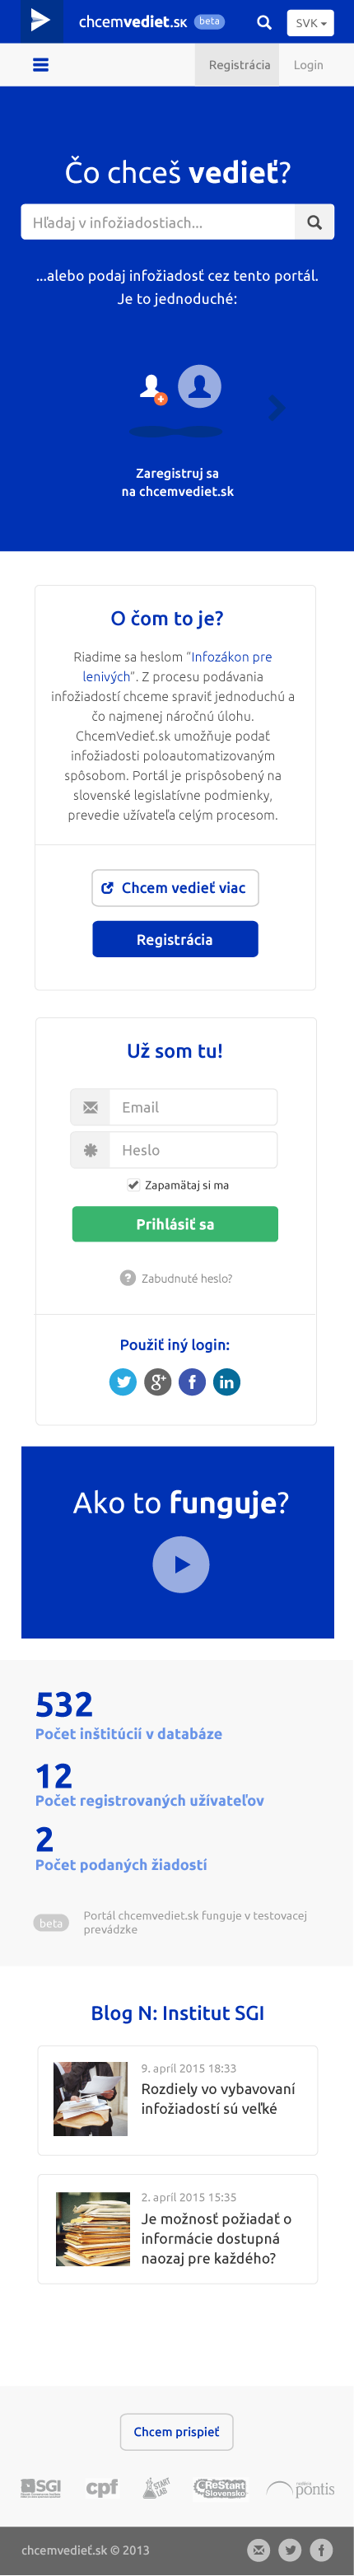 chcemvediet.sk beta
SVK
Registrácia Login
Čo chceš vedieť?
Hľadaj v infožiadostiach...
...alebo podaj infožiadosť cez tento portál.
Je to jednoduché:
Zaregistruj sa
na chcemvediet.sk
O čom to je?
Riadime sa heslom “Infozákon pre
lenivých“. Z procesu podávania
infožiadostí chceme spraviť jednoduchú a
čo najmenej náročnú úlohu.
ChcemVedieť.sk umožňuje podať
infožiadosti poloautomatizovaným
spôsobom. Portál je prispôsobený na
slovenské legislatívne podmienky,
prevedie užívateľa celým procesom.
Chcem vedieť viac
Registrácia
Už som tu!
Email
Heslo
Zapamätaj si ma
Prihlásiť sa
Zabudnuté heslo?
Použiť iný login:
Ako to funguje?
532
Počet inštitúcií v databáze
12
Počet registrovaných užívateľov
2
Počet podaných žiadostí
beta
Portál chcemvediet.sk funguje v testovacej
prevádzke
Blog N: Institut SGI
9. apríl 2015 18:33
Rozdiely vo vybavovaní
infožiadostí sú veľké
2. apríl 2015 15:35
Je možnosť požiadať o
informácie dostupná
naozaj pre každého?
Chcem prispieť
SGI cpf START LAB ReStart Slovensko pontis
chcemvedieť.sk © 2013